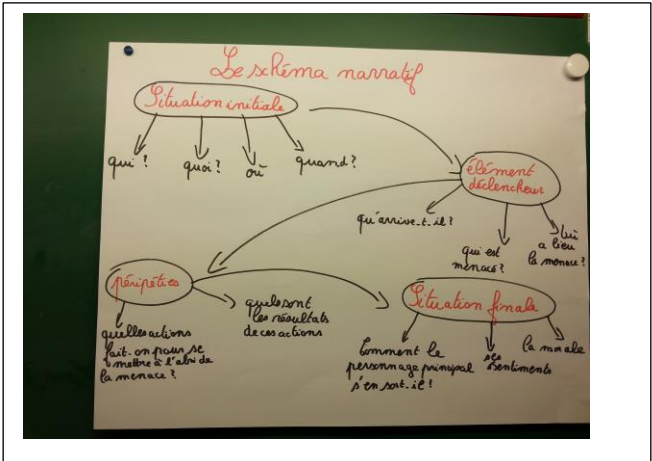 Le schéma narratif
Situation initiale
qui ?
quoi ?
où
quand ?
élément
déclencheur
qu'arrive-t-il ?
qui est
menacé ?
où
a lieu
la menace ?
péripéties
quelles actions
fait-on pour se
mettre à l'abri de
la menace ?
quels sont
les résultats
de ces actions
Situation finale
Comment le
personnage principal
s'en sort-il ?
ses
sentiments
la morale